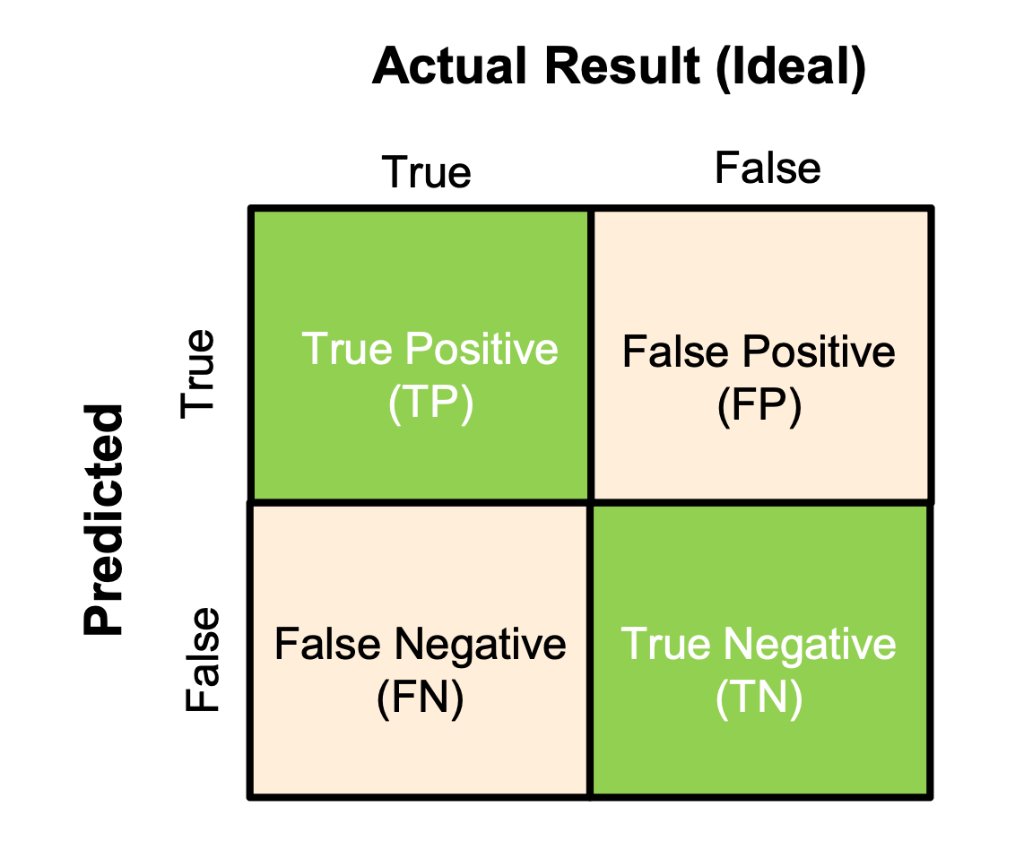 Actual Result (Ideal)
True
False
Predicted
True
True Positive
(TP)
False Positive
(FP)
False
False Negative
(FN)
True Negative
(TN)